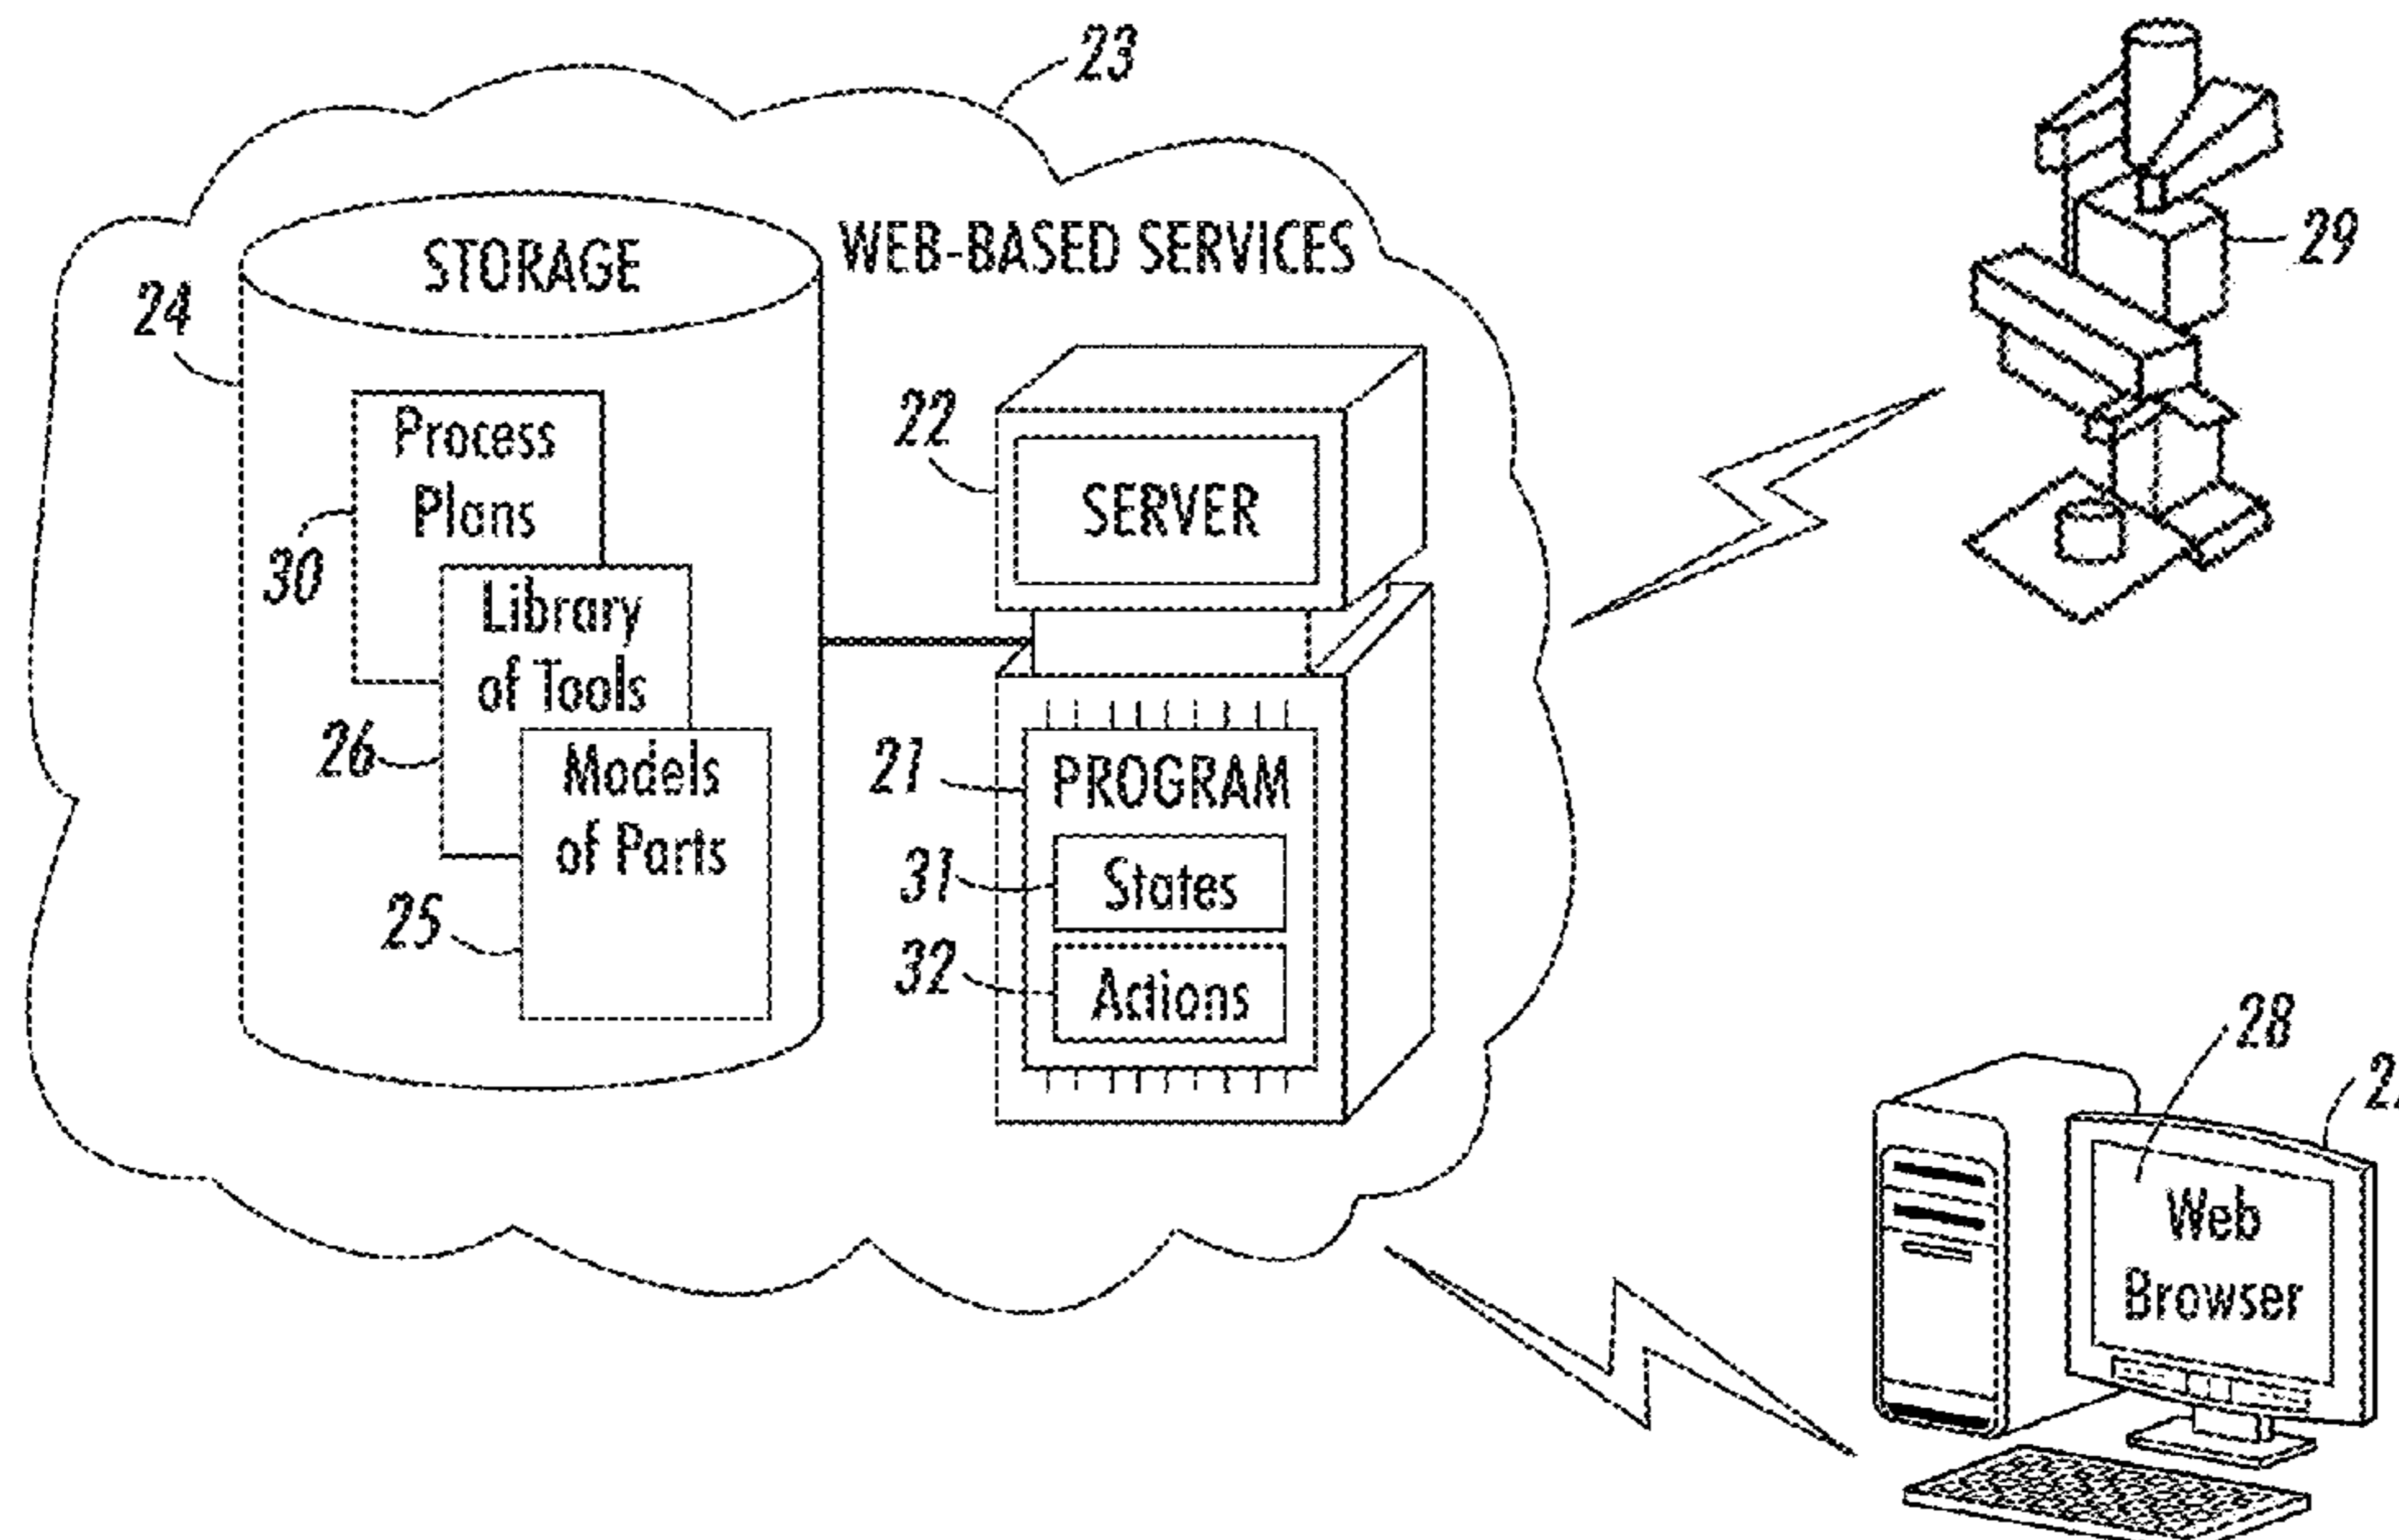 23
STORAGE
WEB-BASED SERVICES
29
24
Process
Plans
22
SERVER
30
Library
of Tools
26
Models
of Parts
21
PROGRAM
31
States
25
32
Actions
28
Web
Browser